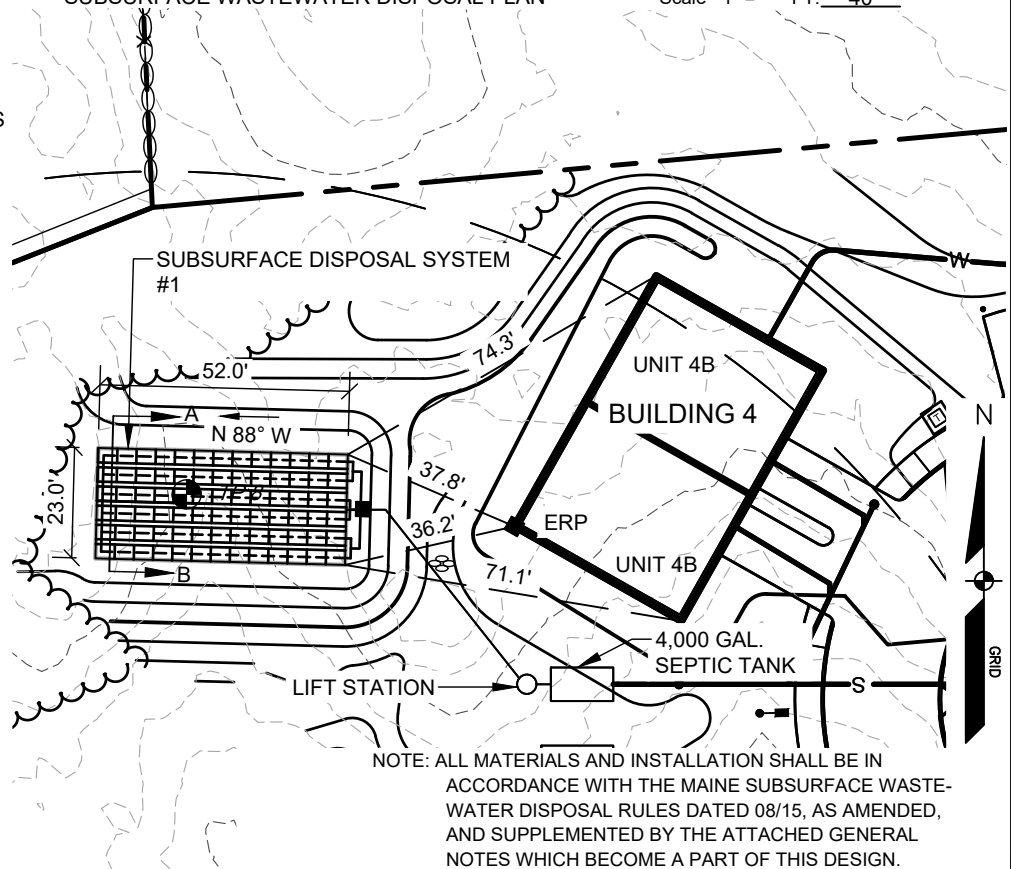 SUBSURFACE WASTEWATER DISPOSAL PLAN
Scale 1" = FT. 40
S
SUBSURFACE DISPOSAL SYSTEM
#1
W
74.3'
52.0'
UNIT 4B
A
BUILDING 4
N
N 88° W
T
37.8'
23.0'
36.2'
ERP
B
71.1'
UNIT 4B
4,000 GAL.
SEPTIC TANK
GRID
LIFT STATION
S
NOTE: ALL MATERIALS AND INSTALLATION SHALL BE IN
ACCORDANCE WITH THE MAINE SUBSURFACE WASTE-
WATER DISPOSAL RULES DATED 08/15, AS AMENDED,
AND SUPPLEMENTED BY THE ATTACHED GENERAL
NOTES WHICH BECOME A PART OF THIS DESIGN.